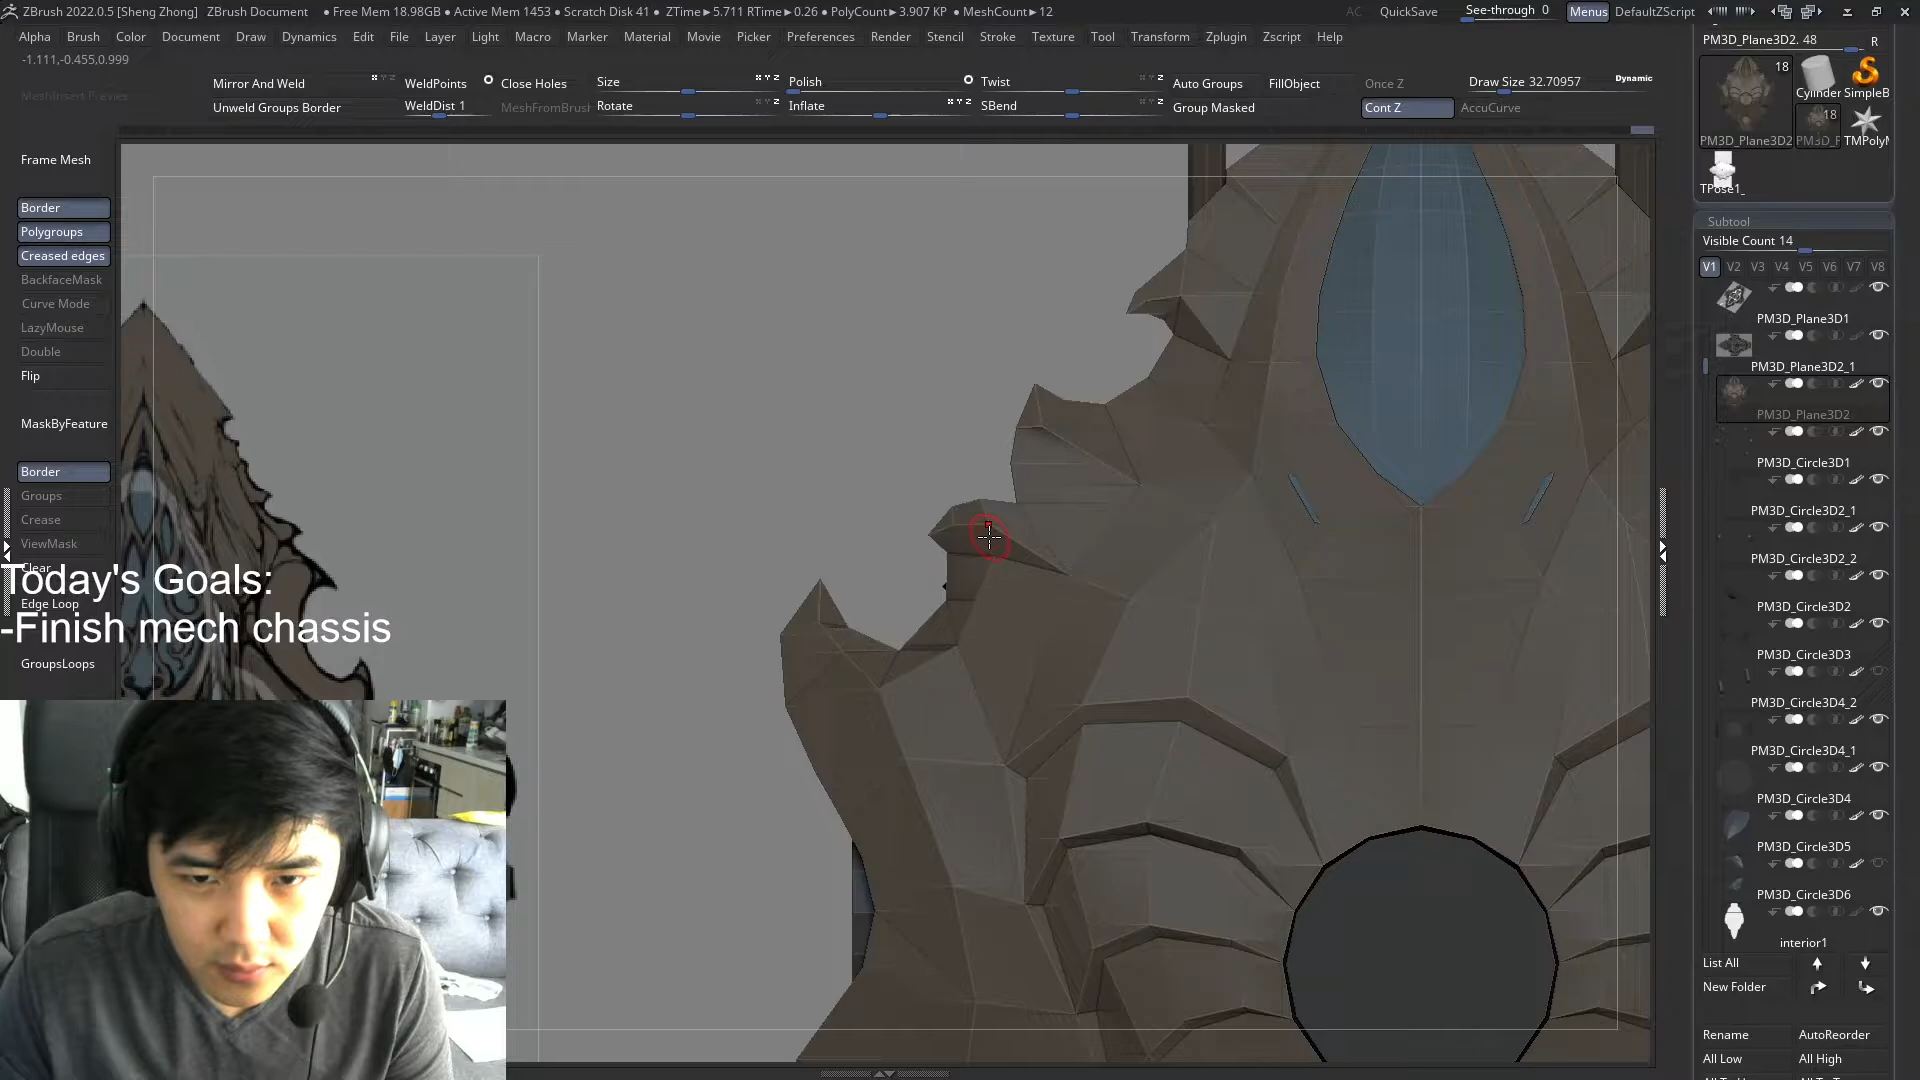 ZBrush 2022.0.5 [Sheng Zhong]
ZBrush Document
• Free Mem 18.98GB • Active Mem 1453 • Scratch Disk 41 • ZTime►5.711 RTime►0.26 • PolyCount►3.907 KP • MeshCount►12
AC
QuickSave
See-through 0
Menus
DefaultZScript
Alpha Brush Color Document Draw Dynamics Edit File Layer Light Macro Marker Material Movie Picker Preferences Render Stencil Stroke Texture Tool Transform Zplugin Zscript Help
-1.111,-0.455,0.999
MeshInsert Preview
Mirror And Weld
WeldPoints
Close Holes
Size
Polish
Twist
Auto Groups
FillObject
Once Z
Draw Size 32.70957
Dynamic
Unweld Groups Border
WeldDist 1
MeshFromBrush
Rotate
Inflate
SBend
Group Masked
Cont Z
AccuCurve
Frame Mesh
Border
Polygroups
Creased edges
BackfaceMask
Curve Mode
LazyMouse
Double
Flip
MaskByFeature
Border
Groups
Crease
ViewMask
Clear
Edge Loop
GroupsLoops
Today's Goals:
-Finish mech chassis
PM3D_Plane3D2. 48
R
18
Cylinder
SimpleB
18
PM3D_Plane3D2
PM3D_P
TMPolyM
TPose1_
Subtool
Visible Count 14
V1 V2 V3 V4 V5 V6 V7 V8
PM3D_Plane3D1
PM3D_Plane3D2_1
PM3D_Plane3D2
PM3D_Circle3D1
PM3D_Circle3D2_1
PM3D_Circle3D2_2
PM3D_Circle3D2
PM3D_Circle3D3
PM3D_Circle3D4_2
PM3D_Circle3D4_1
PM3D_Circle3D4
PM3D_Circle3D5
PM3D_Circle3D6
interior1
List All
New Folder
Rename
AutoReorder
All Low
All High